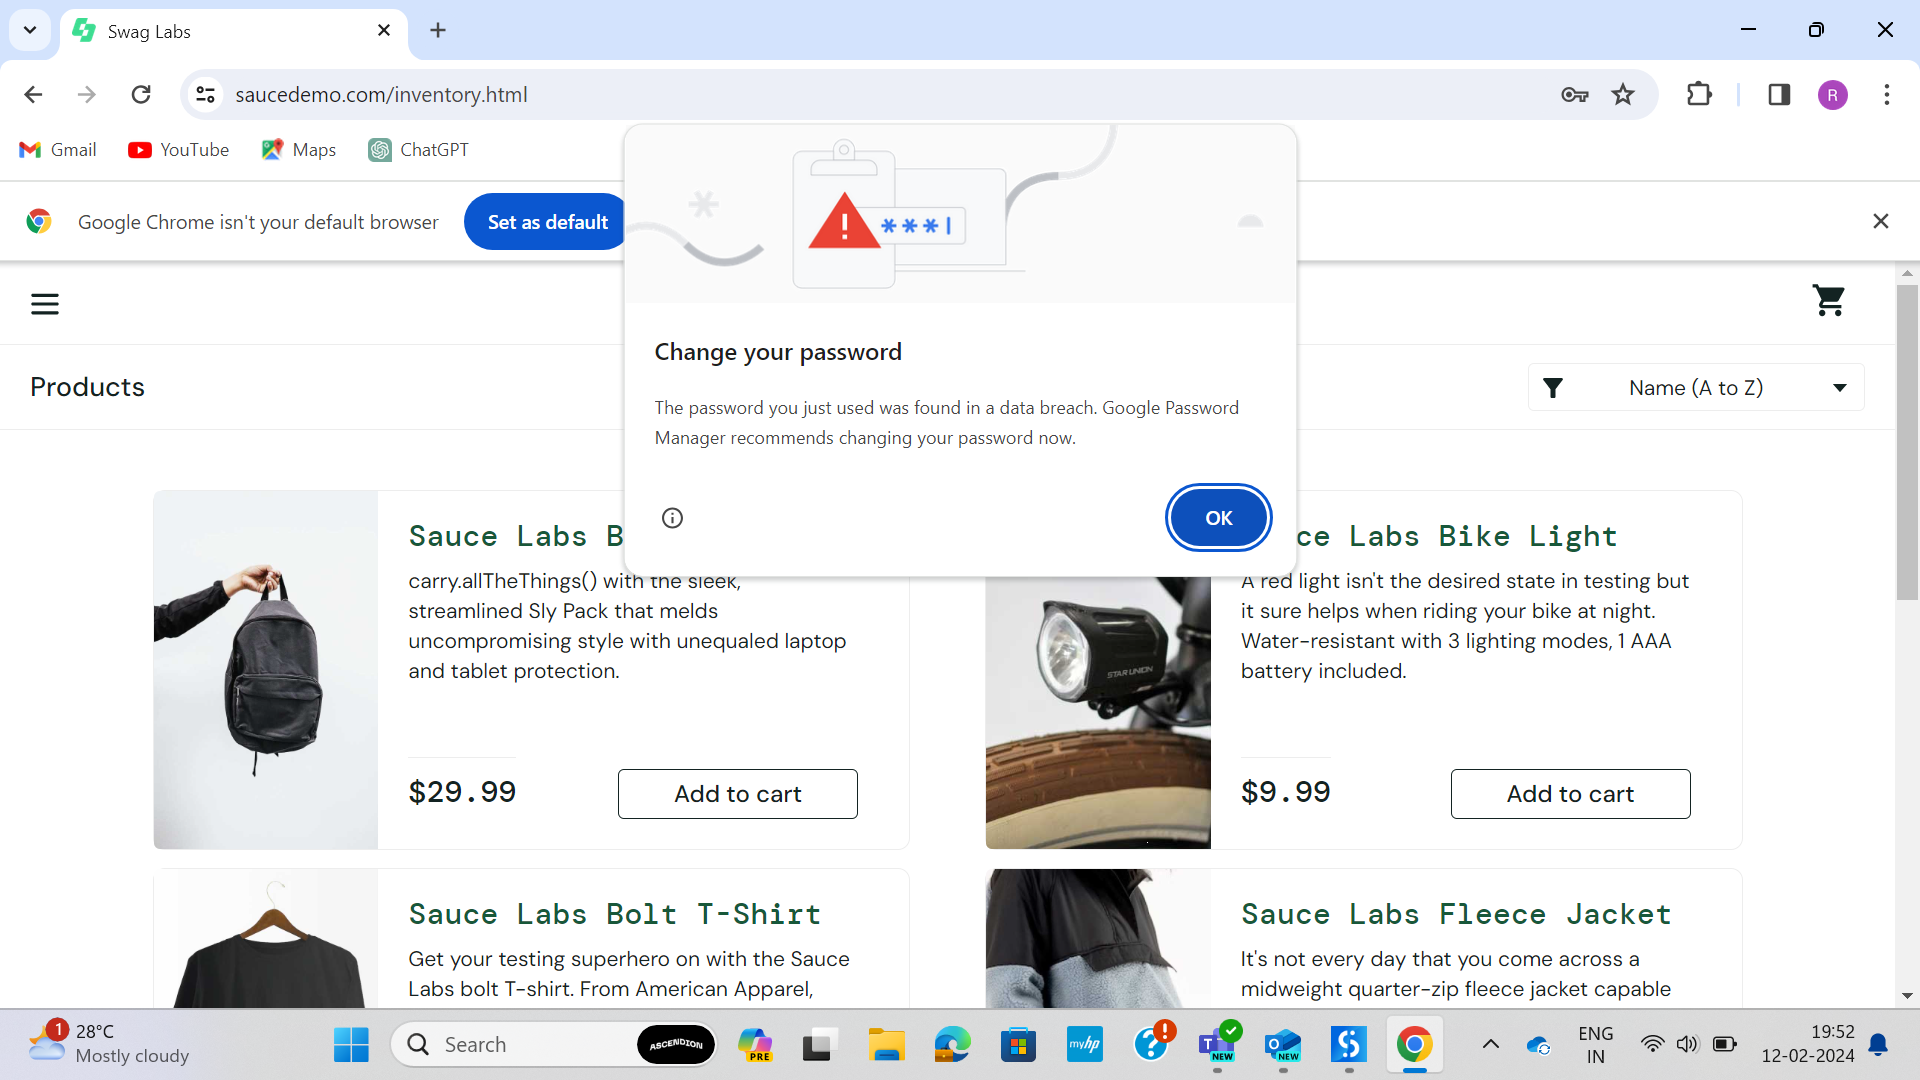 Swag Labs
saucedemo.com/inventory.html
R
Gmail
YouTube
Maps
ChatGPT
Google Chrome isn't your default browser
Set as default
***|
Change your password
The password you just used was found in a data breach. Google Password
Manager recommends changing your password now.
OK
Products
Name (A to Z)
Sauce Labs B
carry.allTheThings() with the sleek,
streamlined Sly Pack that melds
uncompromising style with unequaled laptop
and tablet protection.
$29.99
Add to cart
ce Labs Bike Light
A red light isn't the desired state in testing but
it sure helps when riding your bike at night.
Water-resistant with 3 lighting modes, 1 AAA
battery included.
STAR UNION
$9.99
Add to cart
Sauce Labs Bolt T-Shirt
Get your testing superhero on with the Sauce
Labs bolt T-shirt. From American Apparel,
Sauce Labs Fleece Jacket
It's not every day that you come across a
midweight quarter-zip fleece jacket capable
1
28°C
Mostly cloudy
Search
ASCENDION
PRE
myhp
NEW
NEW
ENG
IN
19:52
12-02-2024